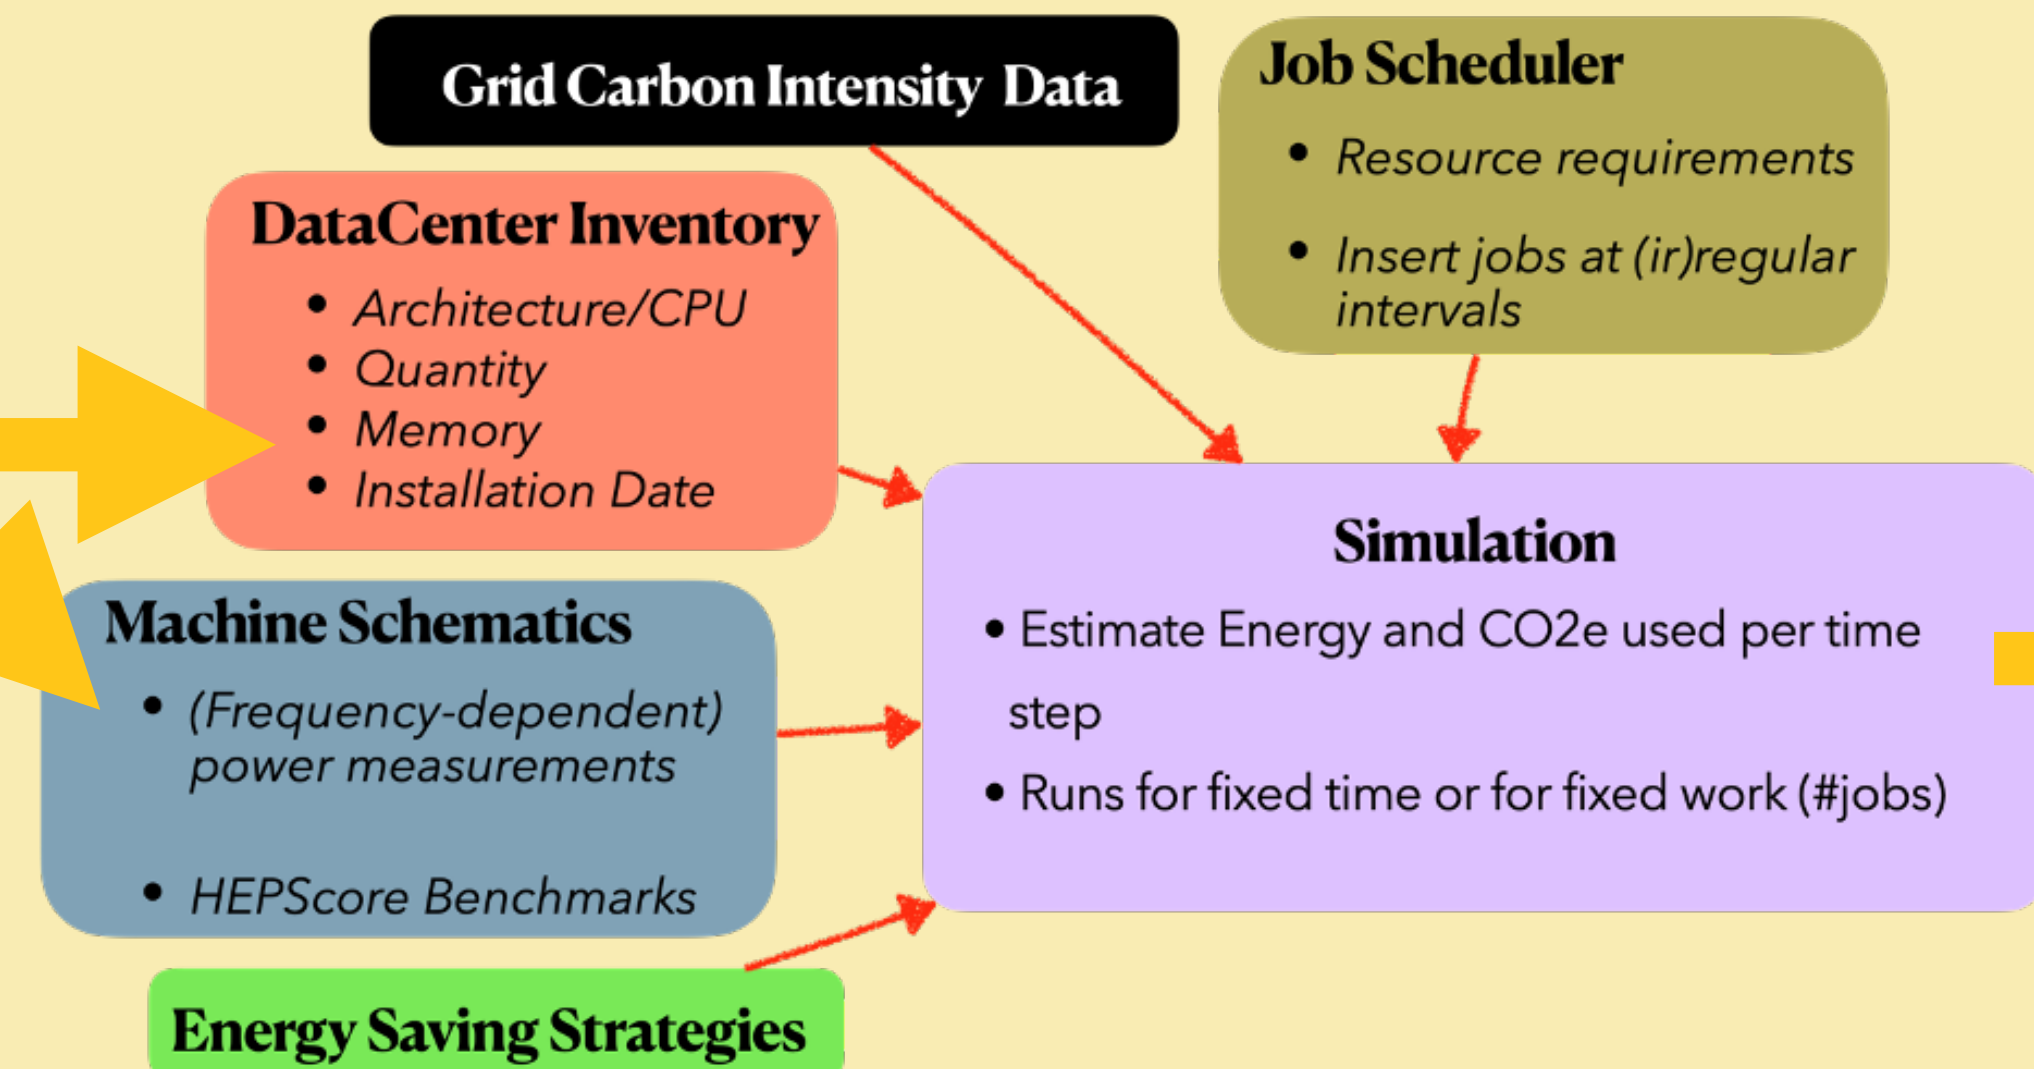 Grid Carbon Intensity Data
Job Scheduler
• Resource requirements
• Insert jobs at (ir)regular
intervals
DataCenter Inventory
• Architecture/CPU
• Quantity
• Memory
• Installation Date
Machine Schematics
• (Frequency-dependent)
power measurements
• HEPScore Benchmarks
Energy Saving Strategies
Simulation
• Estimate Energy and CO2e used per time
step
• Runs for fixed time or for fixed work (#jobs)